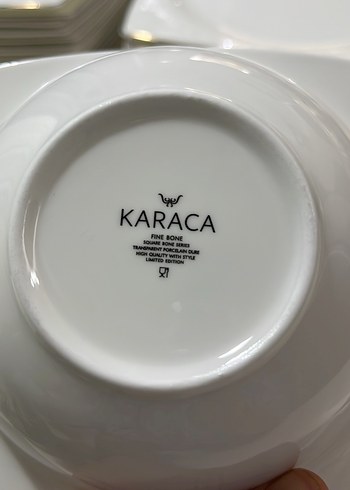 KARACA
FINE BONE
SQUARE BONE SERIES
TRANSPARENT PORCELAIN DURE
HIGH QUALITY WITH STYLE
LIMITED EDITION